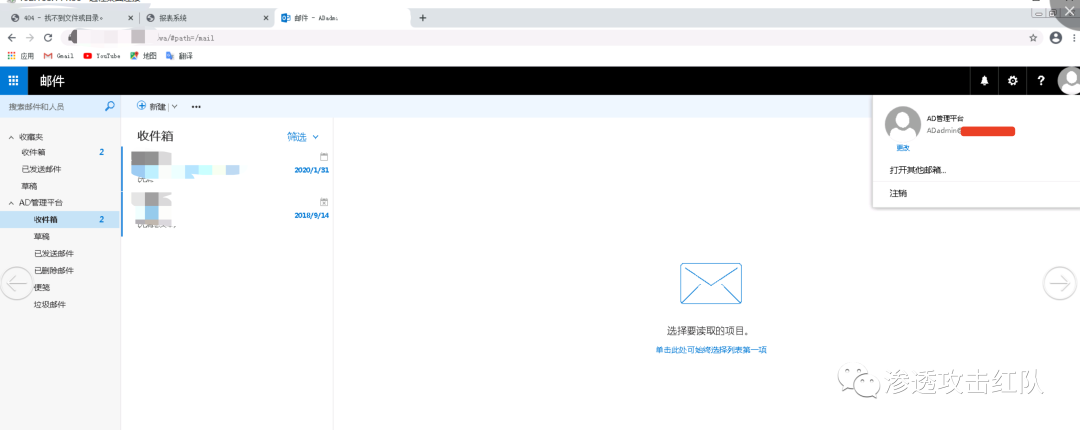 404 - 找不到文件或目录。
报表系统
邮件 - ADadmi
/owa/#path=/mail
应用 Gmail YouTube 地图 翻译
邮件
搜索邮件和人员
新建
收藏夹
收件箱 2
已发送邮件
草稿
AD管理平台
收件箱 2
草稿
已发送邮件
已删除邮件
便笺
垃圾邮件
收件箱 筛选
2020/1/31
2018/9/14
选择要读取的项目。
单击此处可始终选择列表第一项
AD管理平台
ADadmin@
更改
打开其他邮箱...
注销
渗透攻击红队